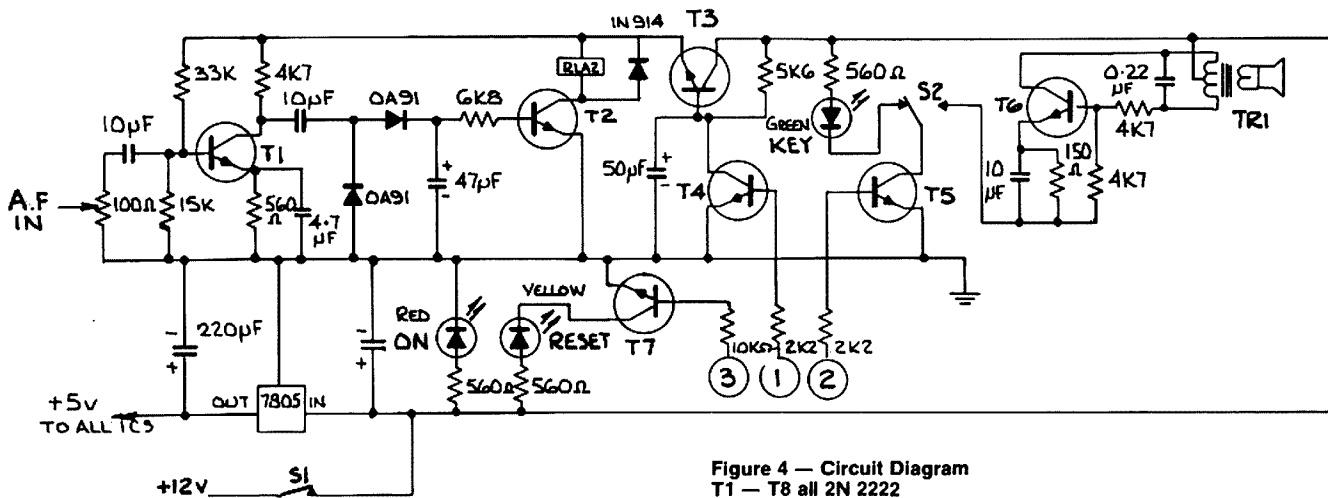 IN914
T3
33K
4K7
10µF
OA91
6K8
RLA2
T2
5K6
560Ω
S2
GREEN
KEY
0·22
µF
T6
4K7
TR1
10µF
T1
A.F
IN
100Ω
15K
560
Ω
4·7
µF
OA91
+
47µF
-
50µF
+
-
T4
T5
10
µF
150
Ω
4K7
-
220µF
+
-
+
RED
ON
YELLOW
RESET
T7
560Ω
560Ω
10KΩ
2K2
2K2
3
1
2
+5v
TO ALL ICS
OUT
7805
IN
+12v
S1
Figure 4 — Circuit Diagram
T1 — T8 all 2N 2222